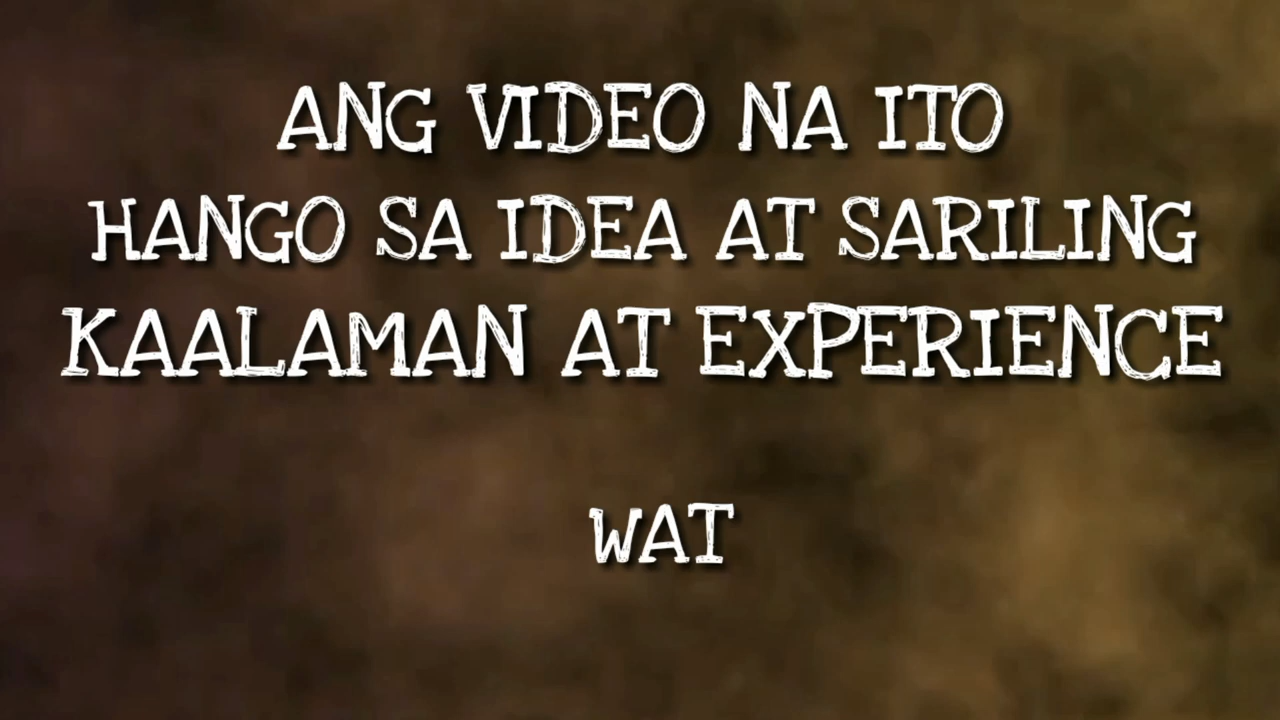 ANG VIDEO NA ITO
HANGO SA IDEA AT SARILING
KAALAMAN AT EXPERIENCE
WAT